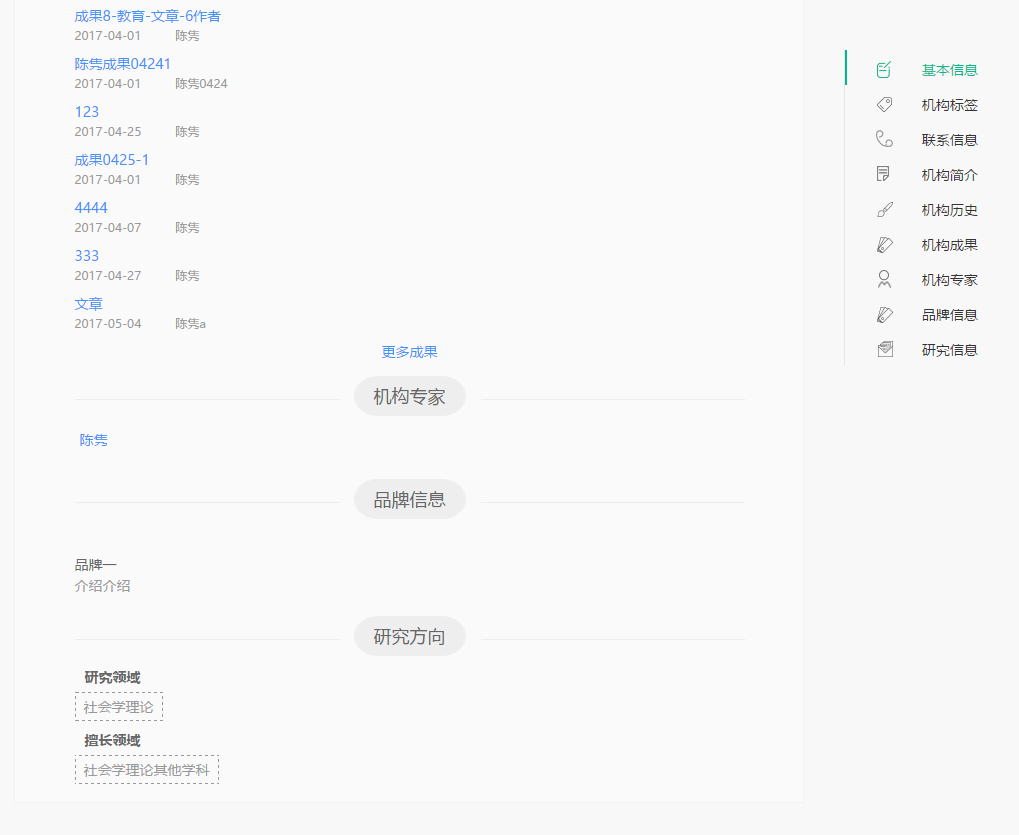 成果8-教育-文章-6作者
2017-04-01 陈隽
陈隽成果04241
2017-04-01 陈隽0424
123
2017-04-25 陈隽
成果0425-1
2017-04-01 陈隽
4444
2017-04-07 陈隽
333
2017-04-27 陈隽
文章
2017-05-04 陈隽a
更多成果
机构专家
陈隽
品牌信息
品牌一
介绍介绍
研究方向
研究领域
社会学理论
擅长领域
社会学理论其他学科
基本信息
机构标签
联系信息
机构简介
机构历史
机构成果
机构专家
品牌信息
研究信息